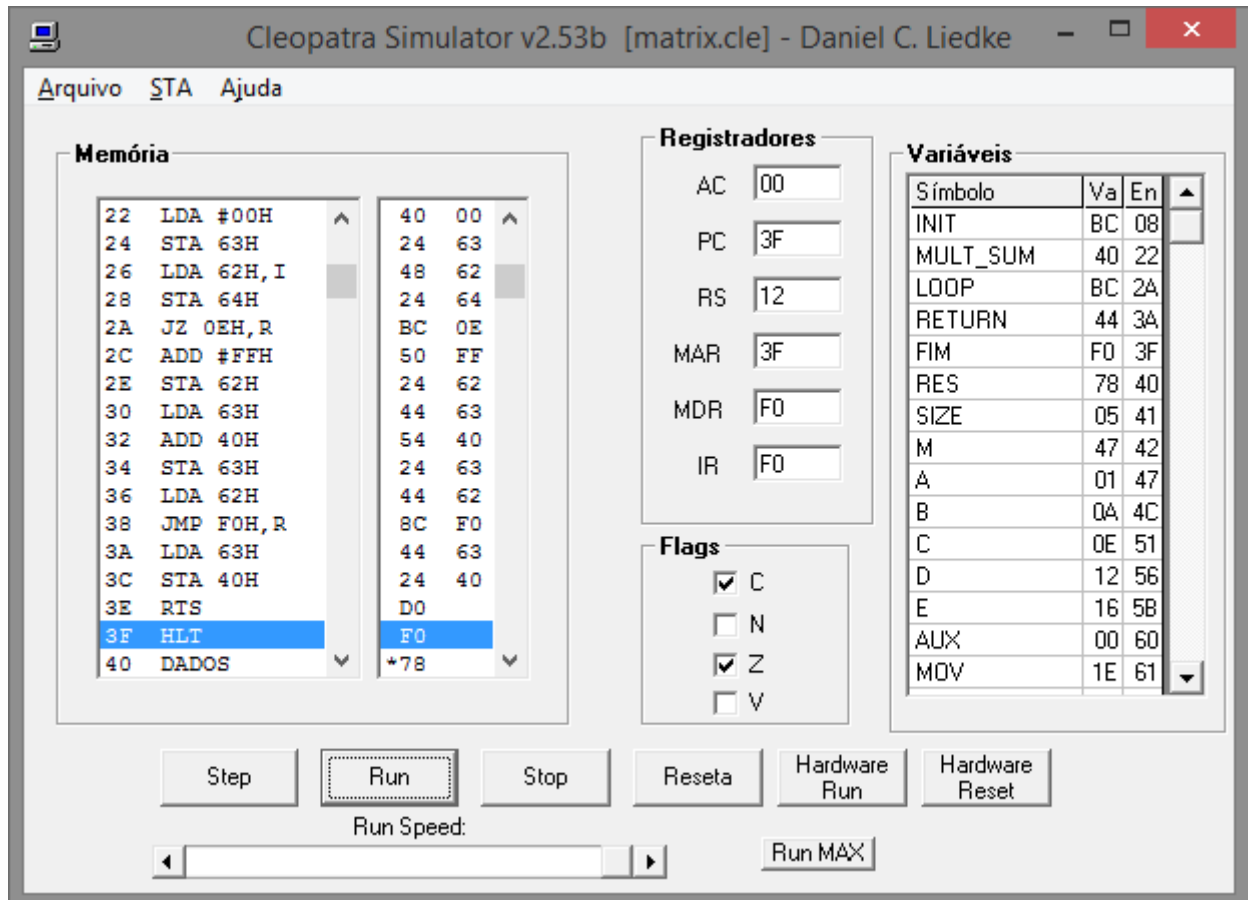 Cleopatra Simulator v2.53b [matrix.cle] - Daniel C. Liedke
Arquivo STA Ajuda
Memória
22 LDA #00H 40 00
24 STA 63H 24 63
26 LDA 62H,I 48 62
28 STA 64H 24 64
2A JZ 0EH,R BC 0E
2C ADD #FFH 50 FF
2E STA 62H 24 62
30 LDA 63H 44 63
32 ADD 40H 54 40
34 STA 63H 24 63
36 LDA 62H 44 62
38 JMP F0H,R 8C F0
3A LDA 63H 44 63
3C STA 40H 24 40
3E RTS D0
3F HLT F0
40 DADOS *78
Registradores
AC 00
PC 3F
RS 12
MAR 3F
MDR F0
IR F0
Flags
C
N
Z
V
Variáveis
Símbolo Va En
INIT BC 08
MULT_SUM 40 22
LOOP BC 2A
RETURN 44 3A
FIM F0 3F
RES 78 40
SIZE 05 41
M 47 42
A 01 47
B 0A 4C
C 0E 51
D 12 56
E 16 5B
AUX 00 60
MOV 1E 61
Step Run Stop Reseta Hardware Run Hardware Reset
Run Speed:
Run MAX